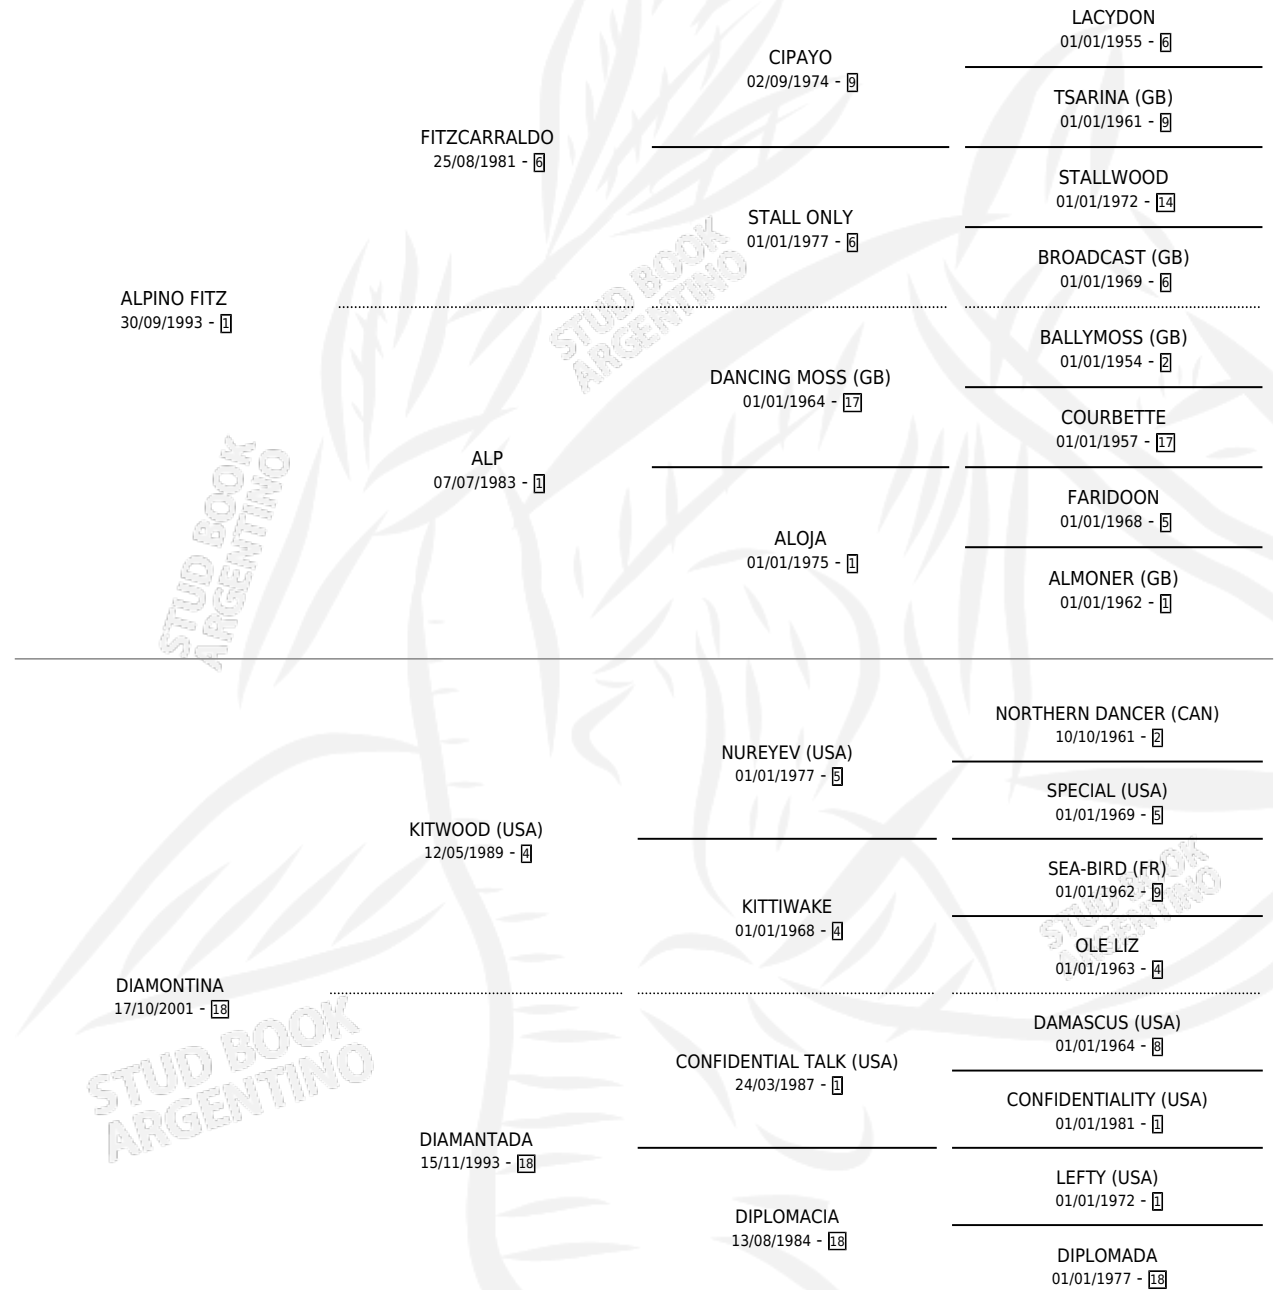 LACYDON
01/01/1955 - 6
CIPAYO
02/09/1974 - 9
TSARINA (GB)
01/01/1961 - 9
FITZCARRALDO
25/08/1981 - 6
STALLWOOD
01/01/1972 - 14
STALL ONLY
01/01/1977 - 6
BROADCAST (GB)
01/01/1969 - 6
ALPINO FITZ
30/09/1993 - 1
BALLYMOSS (GB)
01/01/1954 - 2
DANCING MOSS (GB)
01/01/1964 - 17
COURBETTE
01/01/1957 - 17
ALP
07/07/1983 - 1
FARIDOON
01/01/1968 - 5
ALOJA
01/01/1975 - 1
ALMONER (GB)
01/01/1962 - 1
NORTHERN DANCER (CAN)
10/10/1961 - 2
NUREYEV (USA)
01/01/1977 - 5
SPECIAL (USA)
01/01/1969 - 5
KITWOOD (USA)
12/05/1989 - 4
SEA-BIRD (FR)
01/01/1962 - 9
KITTIWAKE
01/01/1968 - 4
OLE LIZ
01/01/1963 - 4
DIAMONTINA
17/10/2001 - 18
DAMASCUS (USA)
01/01/1964 - 8
CONFIDENTIAL TALK (USA)
24/03/1987 - 1
CONFIDENTIALITY (USA)
01/01/1981 - 1
DIAMANTADA
15/11/1993 - 18
LEFTY (USA)
01/01/1972 - 1
DIPLOMACIA
13/08/1984 - 18
DIPLOMADA
01/01/1977 - 18
STUD BOOK
ARGENTINO
STUD BOOK
ARGENTINO
STUD BOOK
ARGENTINO
STUD BOOK
ARGENTINO